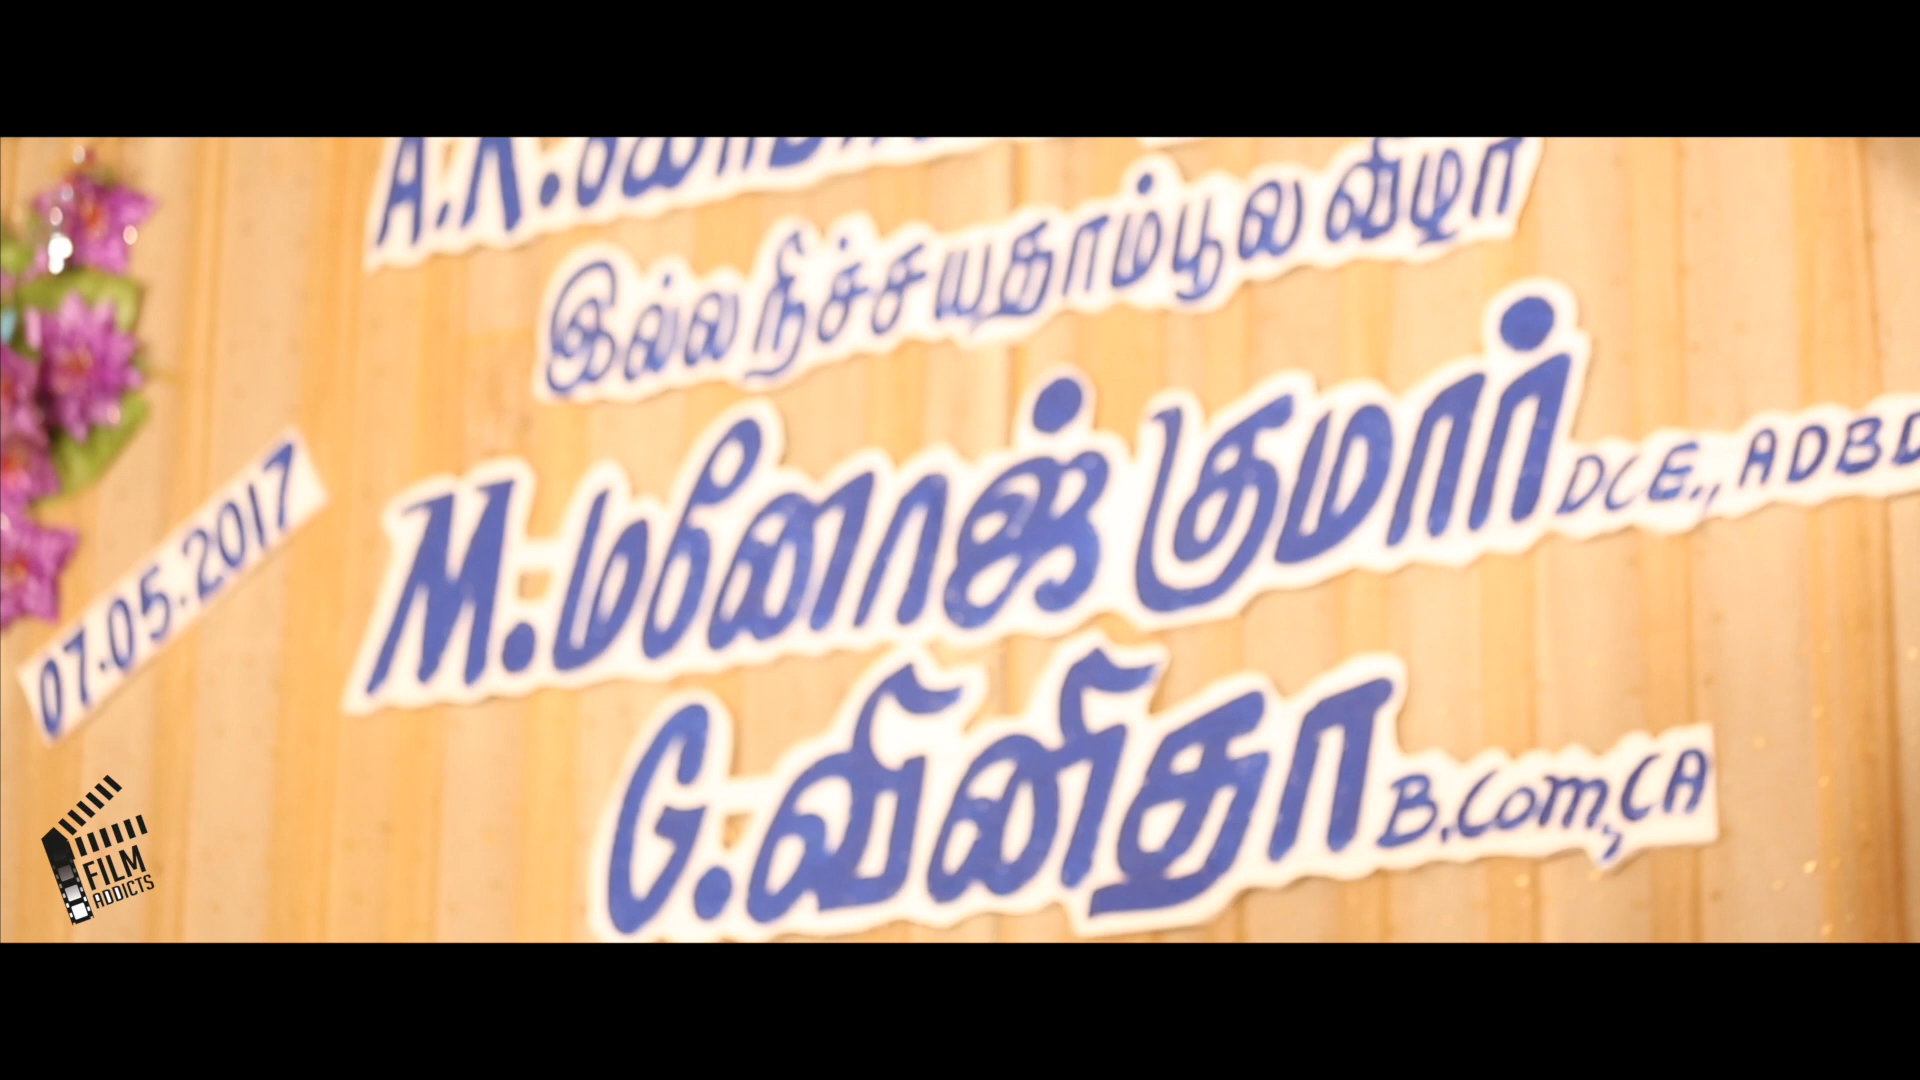 A.K.
இல்ல நிச்சயதாம்பூல விழா
M.மனோஜ்குமார் DCE., ADBD
G.வினிதா B.Com,CA
07.05.2017
FILM
ADDICTS